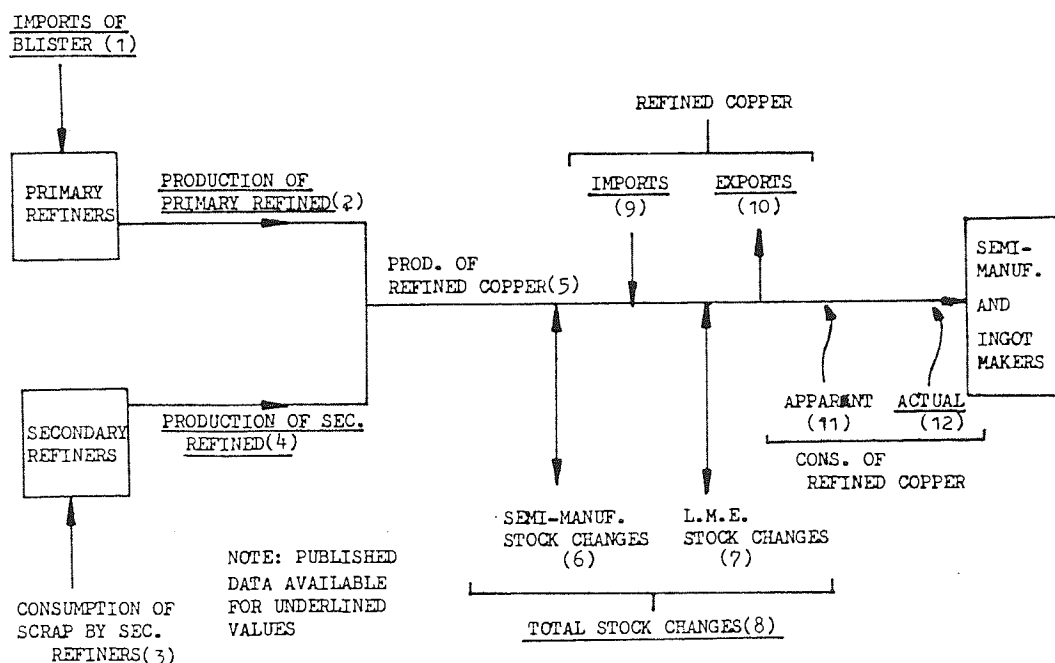 IMPORTS OF
BLISTER (1)
PRIMARY
REFINERS
PRODUCTION OF
PRIMARY REFINED(2)
REFINED COPPER
IMPORTS
(9)
EXPORTS
(10)
PROD. OF
REFINED COPPER(5)
SEMI-
MANUF.
AND
INGOT
MAKERS
SECONDARY
REFINERS
PRODUCTION OF SEC.
REFINED(4)
APPARENT
(11)
ACTUAL
(12)
CONS. OF
REFINED COPPER
SEMI-MANUF.
STOCK CHANGES
(6)
L.M.E.
STOCK CHANGES
(7)
TOTAL STOCK CHANGES(8)
NOTE: PUBLISHED
DATA AVAILABLE
FOR UNDERLINED
VALUES
CONSUMPTION OF
SCRAP BY SEC.
REFINERS(3)